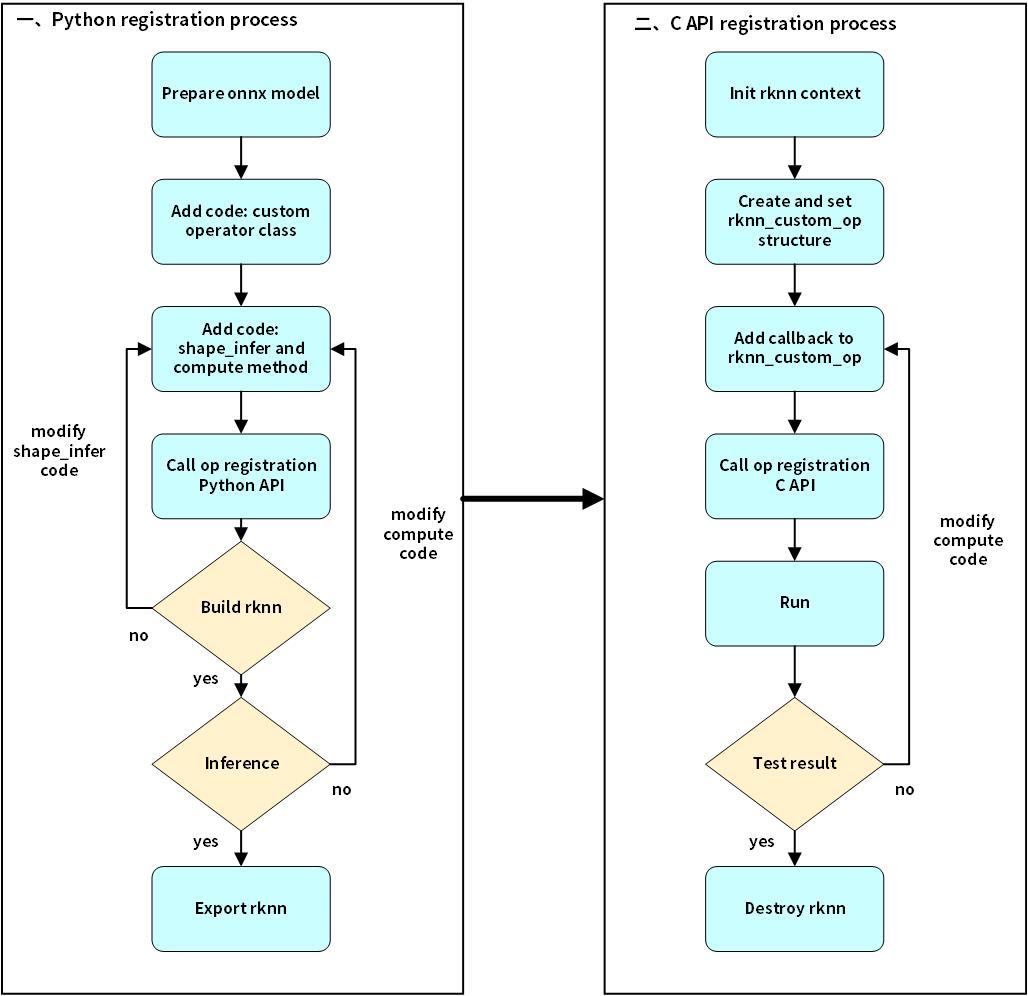 一、Python registration process
Prepare onnx model
Add code: custom
operator class
Add code:
shape_infer and
compute method
modify
shape_infer
code
Call op registration
Python API
modify
compute
code
Build rknn
no
yes
Inference
no
yes
Export rknn
二、C API registration process
Init rknn context
Create and set
rknn_custom_op
structure
Add callback to
rknn_custom_op
Call op registration
C API
modify
compute
code
Run
Test result
no
yes
Destroy rknn